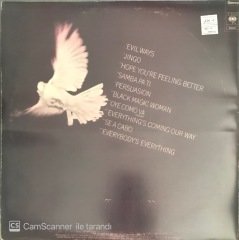 "EVIL WAYS
"JINGO
"HOPE YOU'RE FEELING BETTER
"SAMBA PA TI
"PERSUASION
"BLACK MAGIC WOMAN
"OYE COMO VA
"EVERYTHING'S COMING OUR WAY
"SE A CABO
"EVERYBODY'S EVERYTHING
CS CamScanner ile tarandı